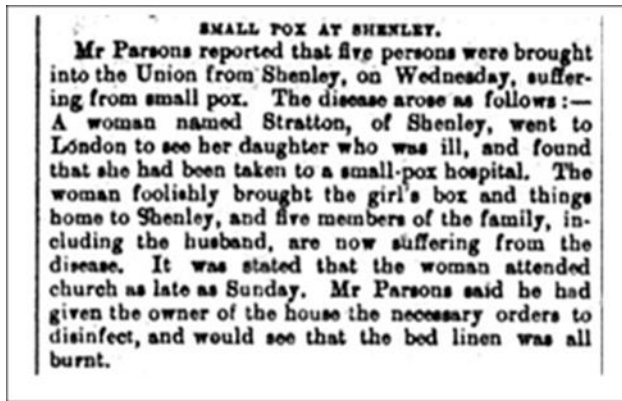 SMALL POX AT SHENLEY.
Mr Parsons reported that five persons were brought
into the Union from Shenley, on Wednesday, suffer-
ing from small pox. The disease arose as follows :—
A woman named Stratton, of Shenley, went to
London to see her daughter who was ill, and found
that she had been taken to a small-pox hospital. The
woman foolishly brought the girl's box and things
home to Shenley, and five members of the family, in-
cluding the husband, are now suffering from the
disease. It was stated that the woman attended
church as late as Sunday. Mr Parsons said he had
given the owner of the house the necessary orders to
disinfect, and would see that the bed linen was all
burnt.